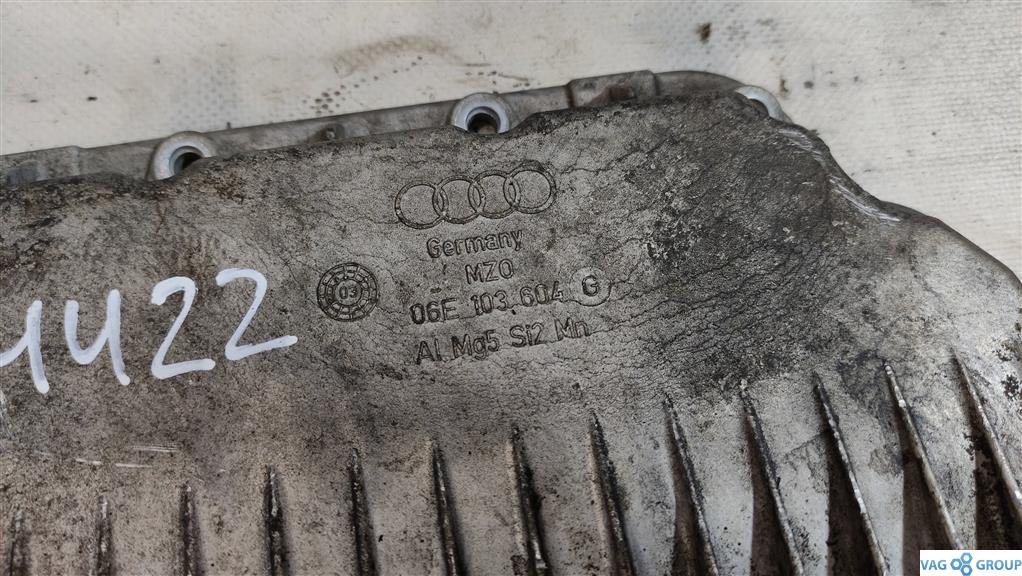 Germany
MZO
03
06E 103 604 G
Al Mg5 Si2 Mn
1422
VAG GROUP